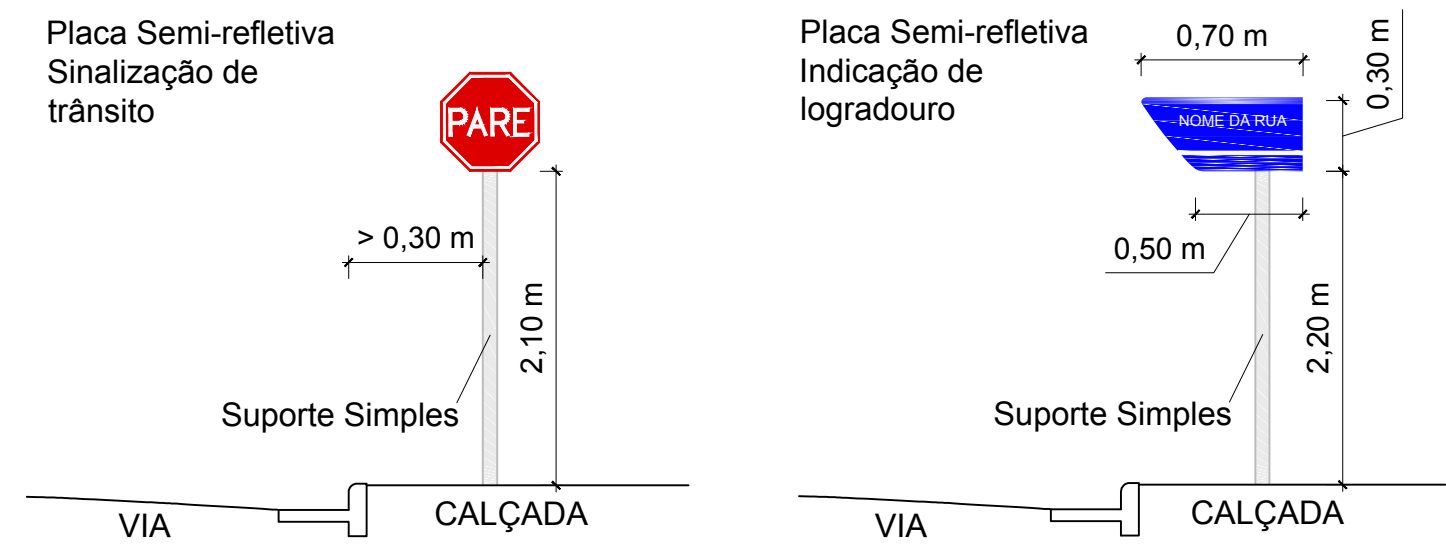 Placa Semi-refletiva
Sinalização de
trânsito
PARE
> 0,30 m
2,10 m
Suporte Simples
VIA
CALÇADA
Placa Semi-refletiva
Indicação de
logradouro
0,70 m
0,30 m
NOME DA RUA
0,50 m
2,20 m
Suporte Simples
VIA
CALÇADA